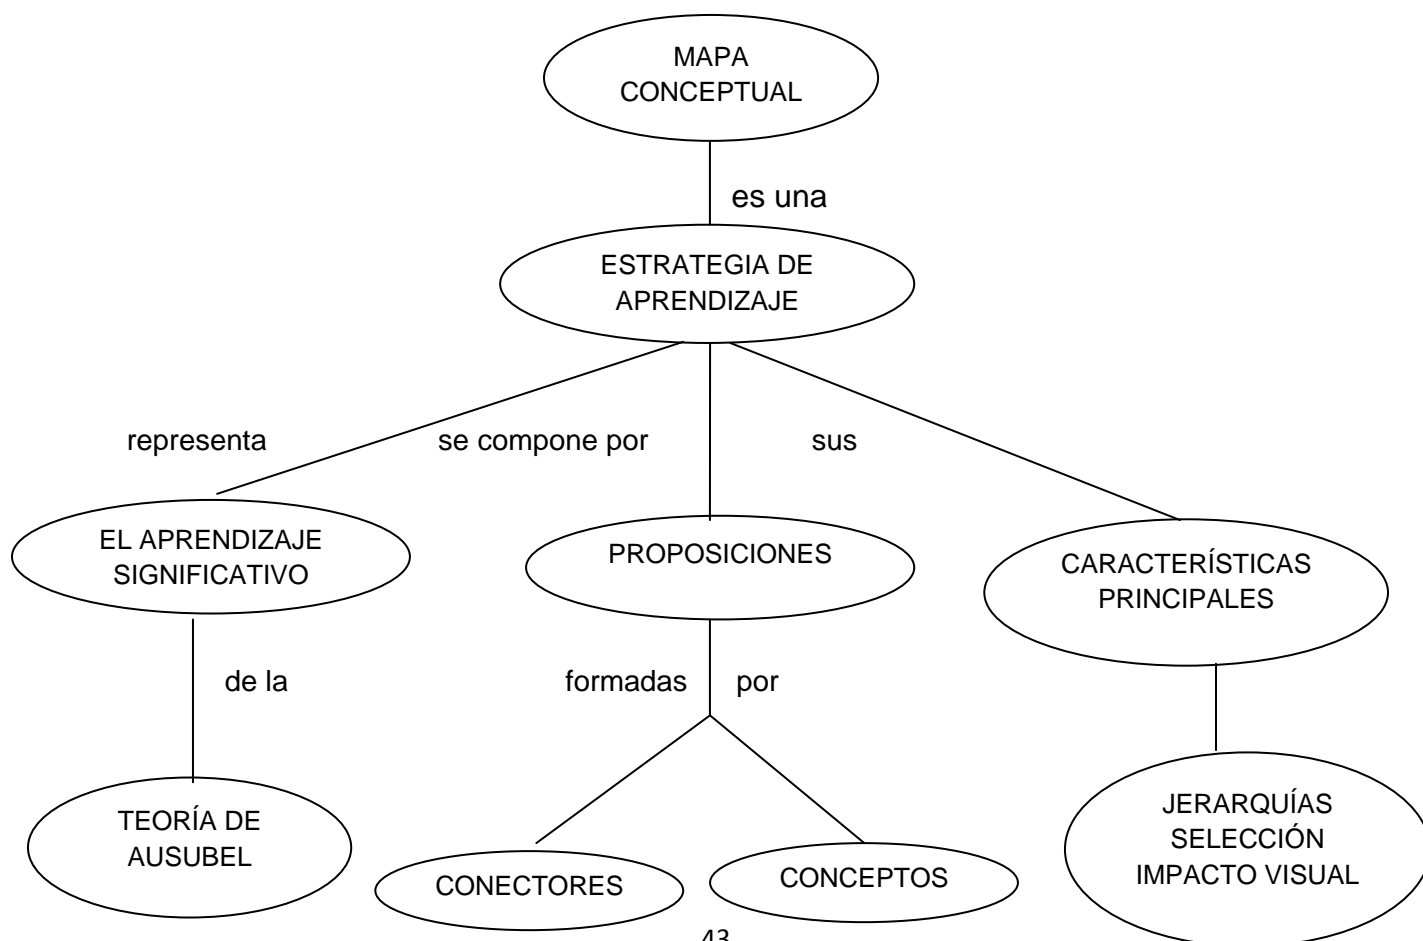 MAPA
CONCEPTUAL
es una
ESTRATEGIA DE
APRENDIZAJE
representa
se compone por
sus
EL APRENDIZAJE
SIGNIFICATIVO
PROPOSICIONES
CARACTERÍSTICAS
PRINCIPALES
de la
formadas por
TEORÍA DE
AUSUBEL
CONECTORES
CONCEPTOS
JERARQUÍAS
SELECCIÓN
IMPACTO VISUAL
43